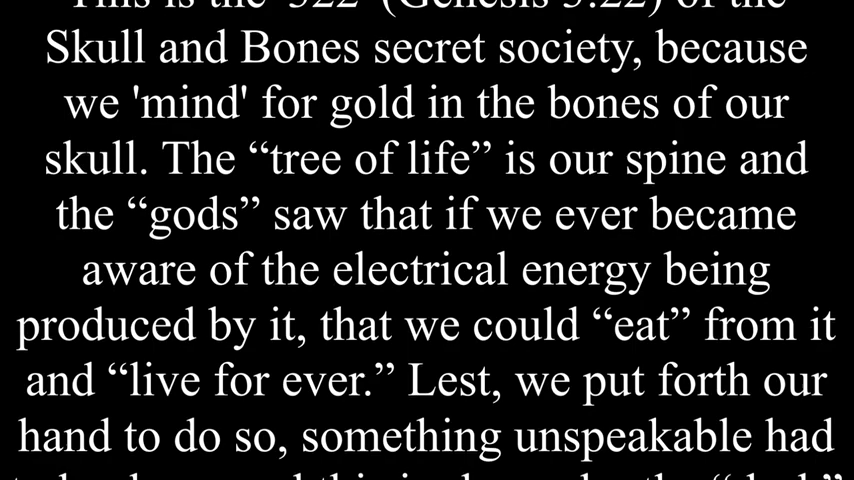 This is the '322' (Genesis 3:22) of the
Skull and Bones secret society, because
we 'mind' for gold in the bones of our
skull. The “tree of life” is our spine and
the “gods” saw that if we ever became
aware of the electrical energy being
produced by it, that we could “eat” from it
and “live for ever.” Lest, we put forth our
hand to do so, something unspeakable had